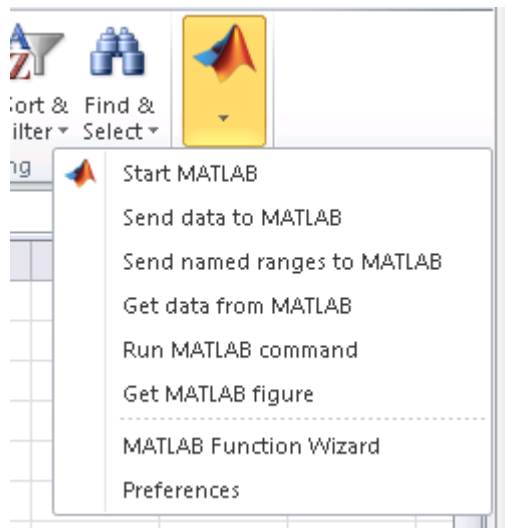 Sort & Find &
Filter Select
Start MATLAB
Send data to MATLAB
Send named ranges to MATLAB
Get data from MATLAB
Run MATLAB command
Get MATLAB figure
MATLAB Function Wizard
Preferences